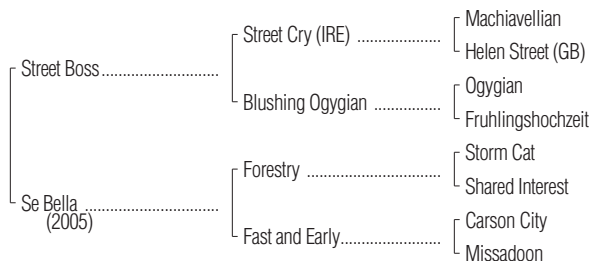 Machiavellian
Street Cry (IRE) ..................
Helen Street (GB)
Street Boss.........................
Ogygian
Blushing Ogygian ................
Fruhlingshochzeit
Storm Cat
Forestry ............................
Shared Interest
Se Bella ............................
(2005)
Carson City
Fast and Early.....................
Missadoon